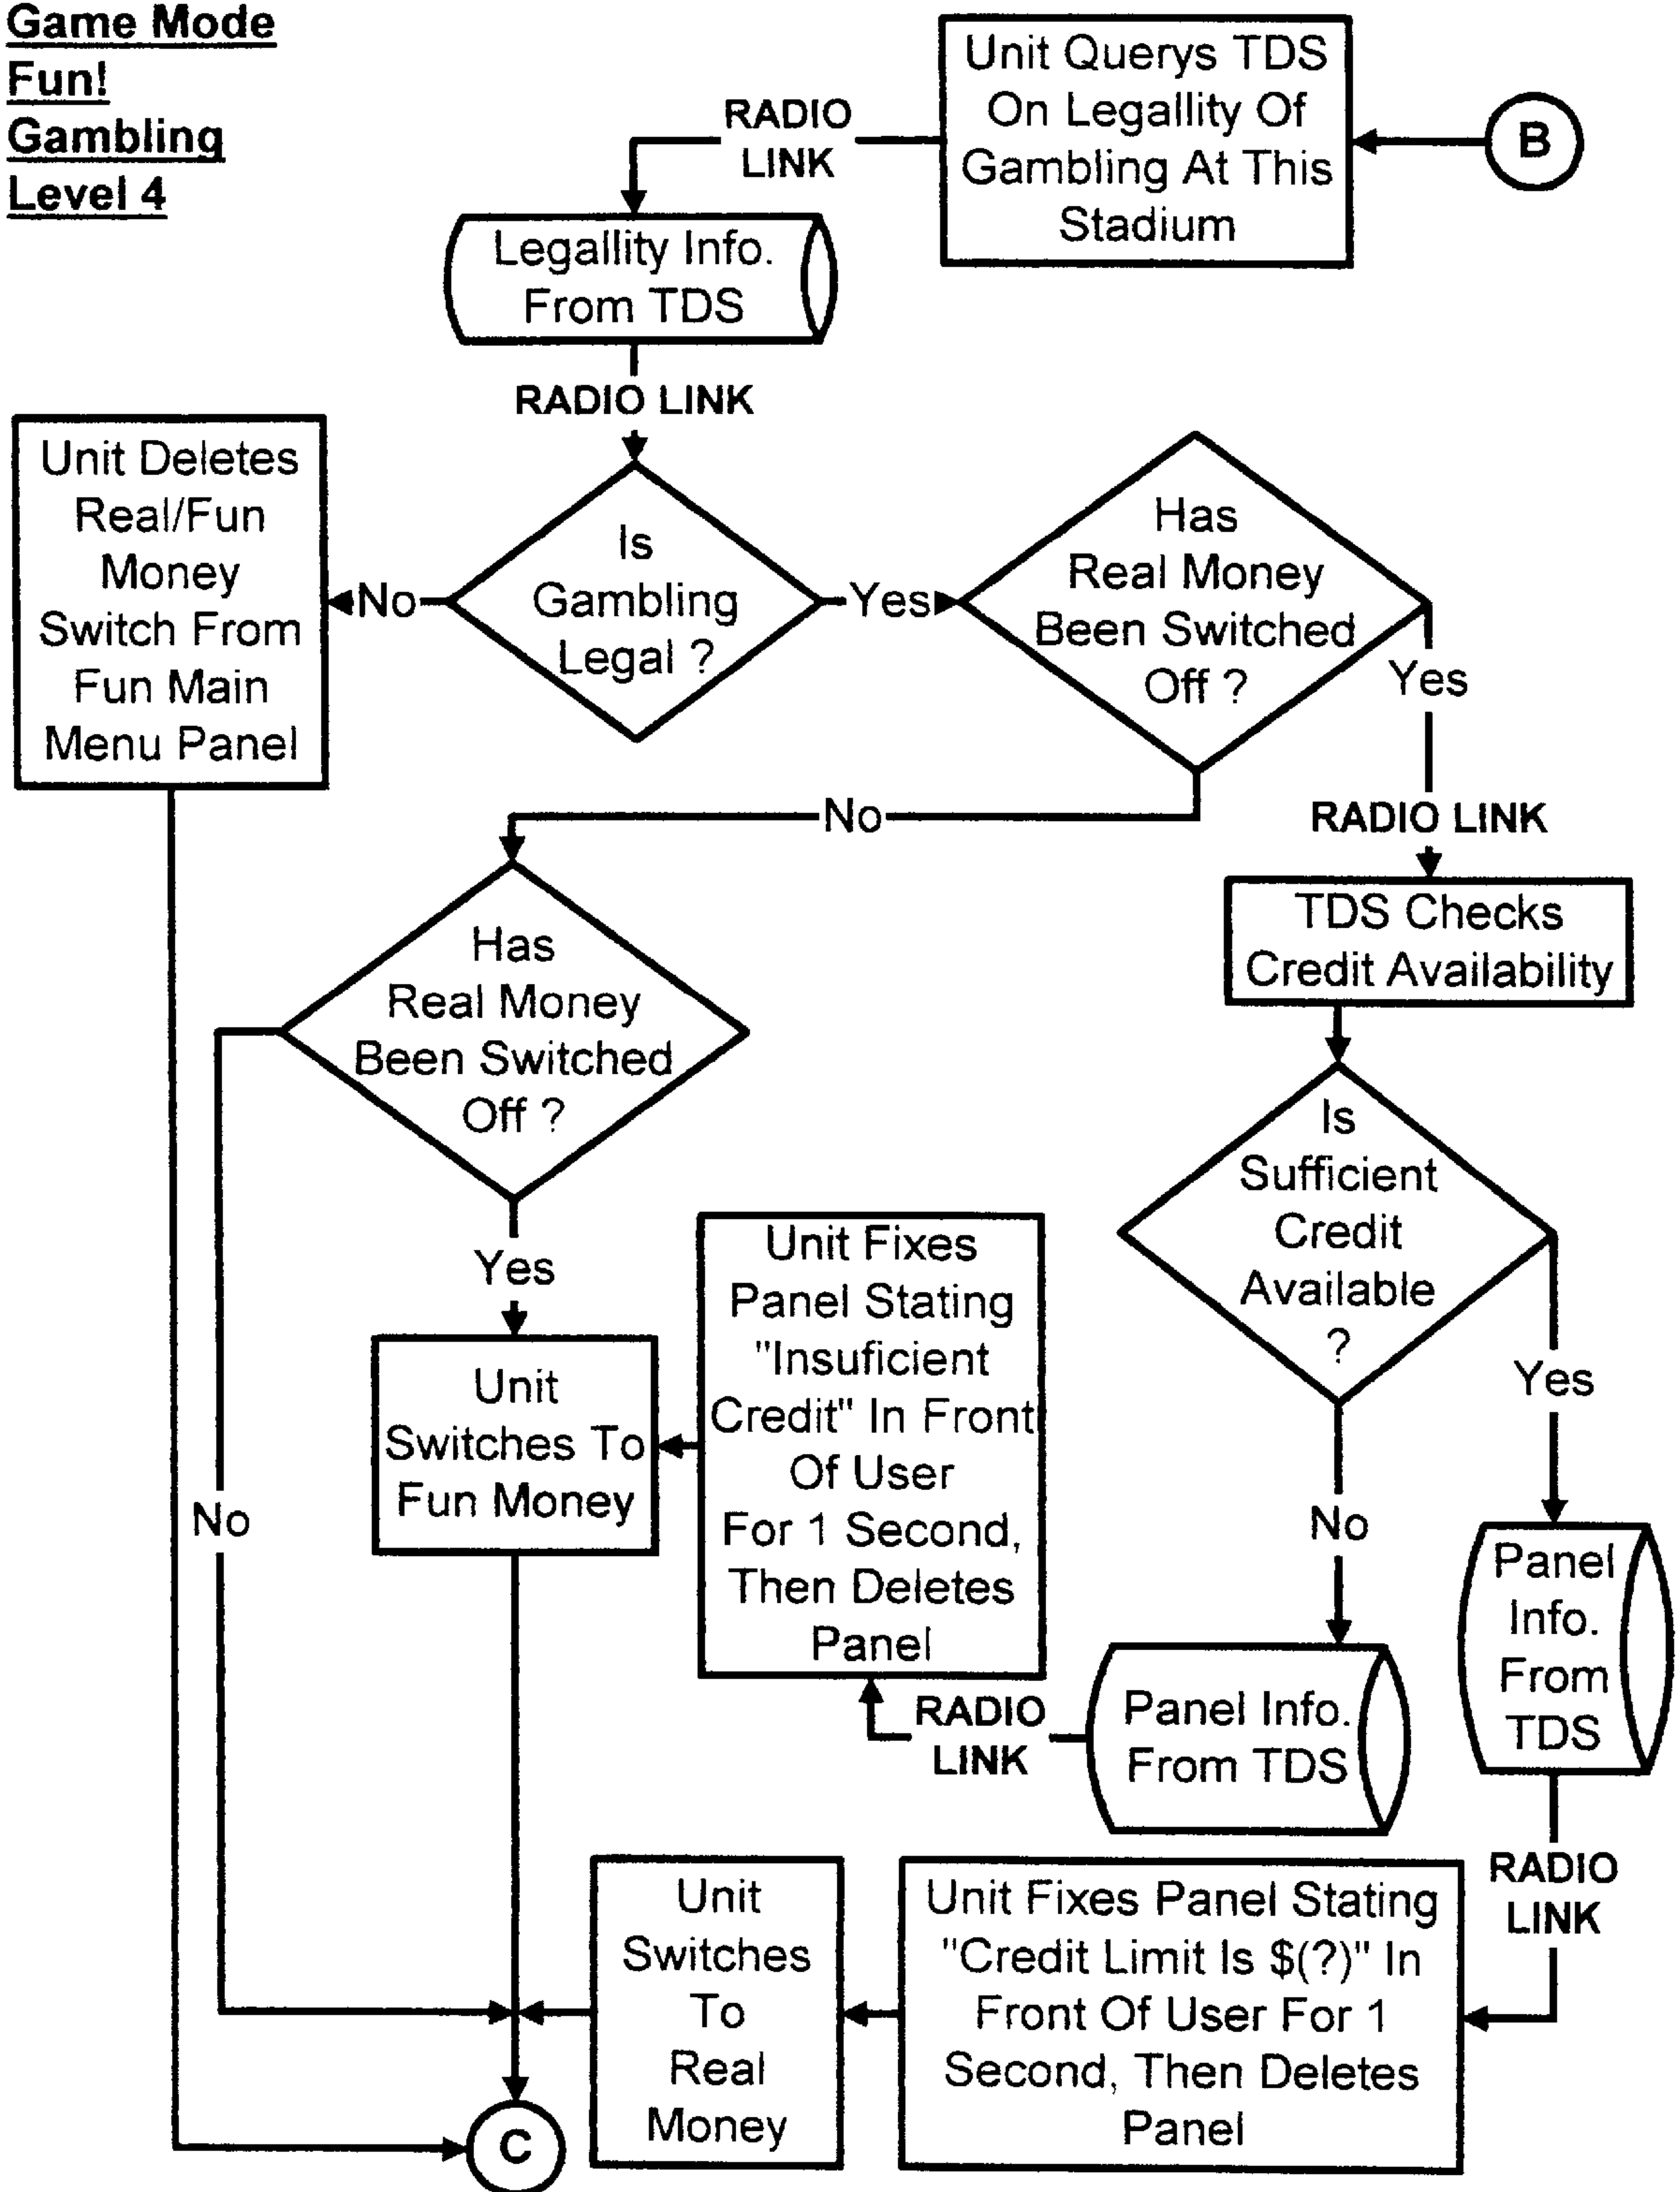 Game Mode
Fun!
Gambling
Level 4
Unit Querys TDS
On Legallity Of
Gambling At This
Stadium
B
RADIO
LINK
Legallity Info.
From TDS
RADIO LINK
Unit Deletes
Real/Fun
Money
Switch From
Fun Main
Menu Panel
No
Is
Gambling
Legal ?
Yes
Has
Real Money
Been Switched
Off ?
Yes
No
RADIO LINK
TDS Checks
Credit Availability
Has
Real Money
Been Switched
Off ?
Is
Sufficient
Credit
Available
?
Yes
Unit Fixes
Panel Stating
"Insuficient
Credit" In Front
Of User
For 1 Second,
Then Deletes
Panel
Unit
Switches To
Fun Money
No
No
Yes
Panel
Info.
From
TDS
Panel Info.
From TDS
RADIO
LINK
RADIO
LINK
Unit
Switches
To
Real
Money
Unit Fixes Panel Stating
"Credit Limit Is $(?)" In
Front Of User For 1
Second, Then Deletes
Panel
C